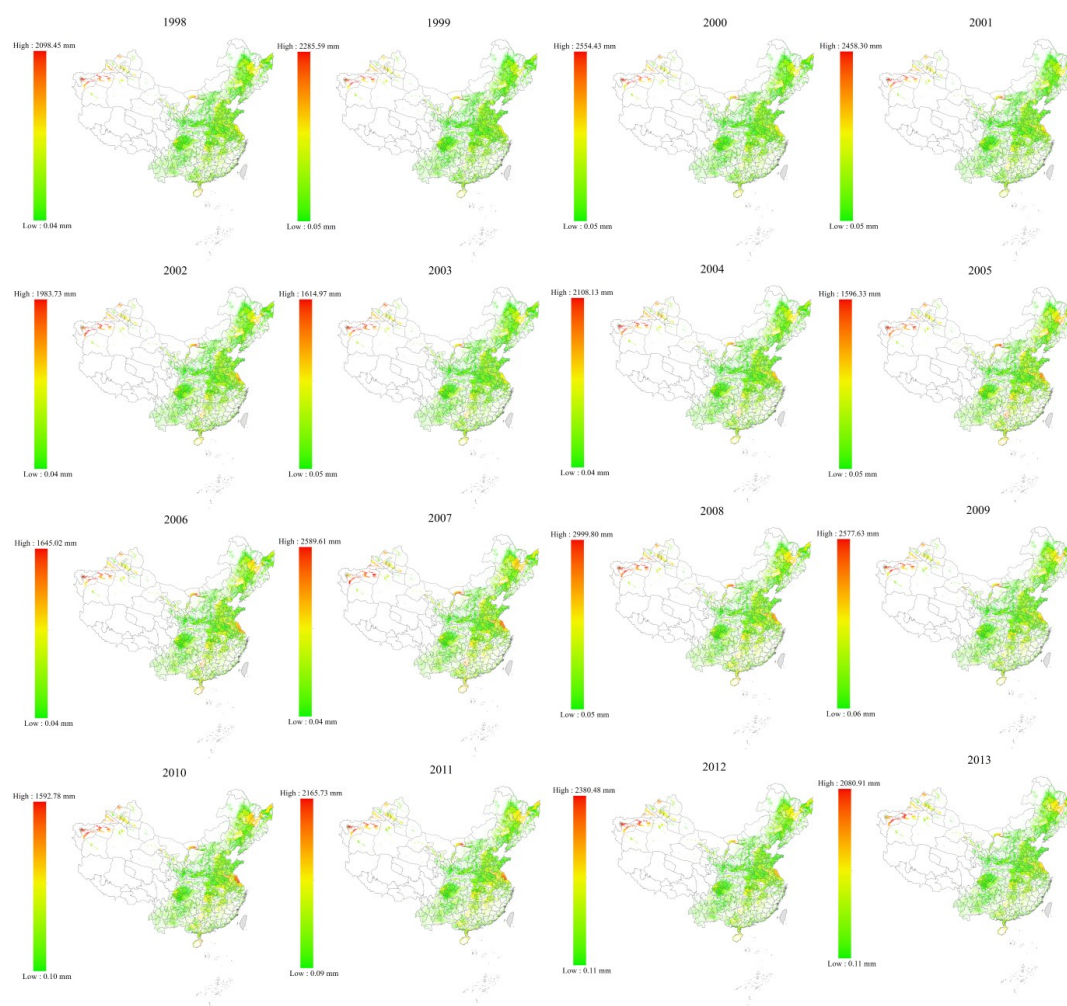 1998
1999
2000
2001
High : 2098.45 mm
High : 2285.59 mm
High : 2554.43 mm
High : 2458.30 mm
Low : 0.04 mm
Low : 0.05 mm
Low : 0.05 mm
Low : 0.05 mm
2002
2003
2004
2005
High : 1983.73 mm
High : 1614.97 mm
High : 2108.13 mm
High : 1596.33 mm
Low : 0.04 mm
Low : 0.05 mm
Low : 0.04 mm
Low : 0.05 mm
2006
2007
2008
2009
High : 1645.02 mm
High : 2589.61 mm
High : 2999.80 mm
High : 2577.63 mm
Low : 0.04 mm
Low : 0.04 mm
Low : 0.05 mm
Low : 0.06 mm
2010
2011
2012
2013
High : 1592.78 mm
High : 2165.73 mm
High : 2380.48 mm
High : 2080.91 mm
Low : 0.10 mm
Low : 0.09 mm
Low : 0.11 mm
Low : 0.11 mm